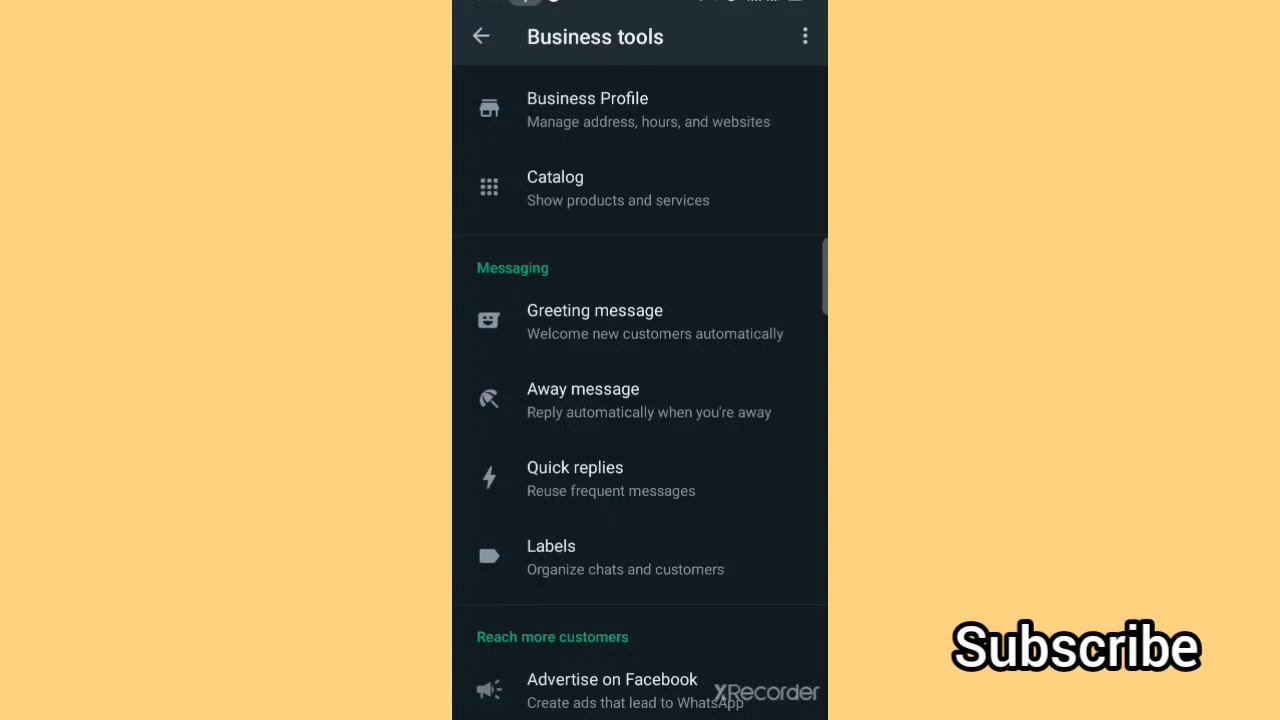 Business tools
Business Profile
Manage address, hours, and websites
Catalog
Show products and services
Messaging
Greeting message
Welcome new customers automatically
Away message
Reply automatically when you're away
Quick replies
Reuse frequent messages
Labels
Organize chats and customers
Reach more customers
Advertise on Facebook
Create ads that lead to WhatsApp
XRecorder
Subscribe